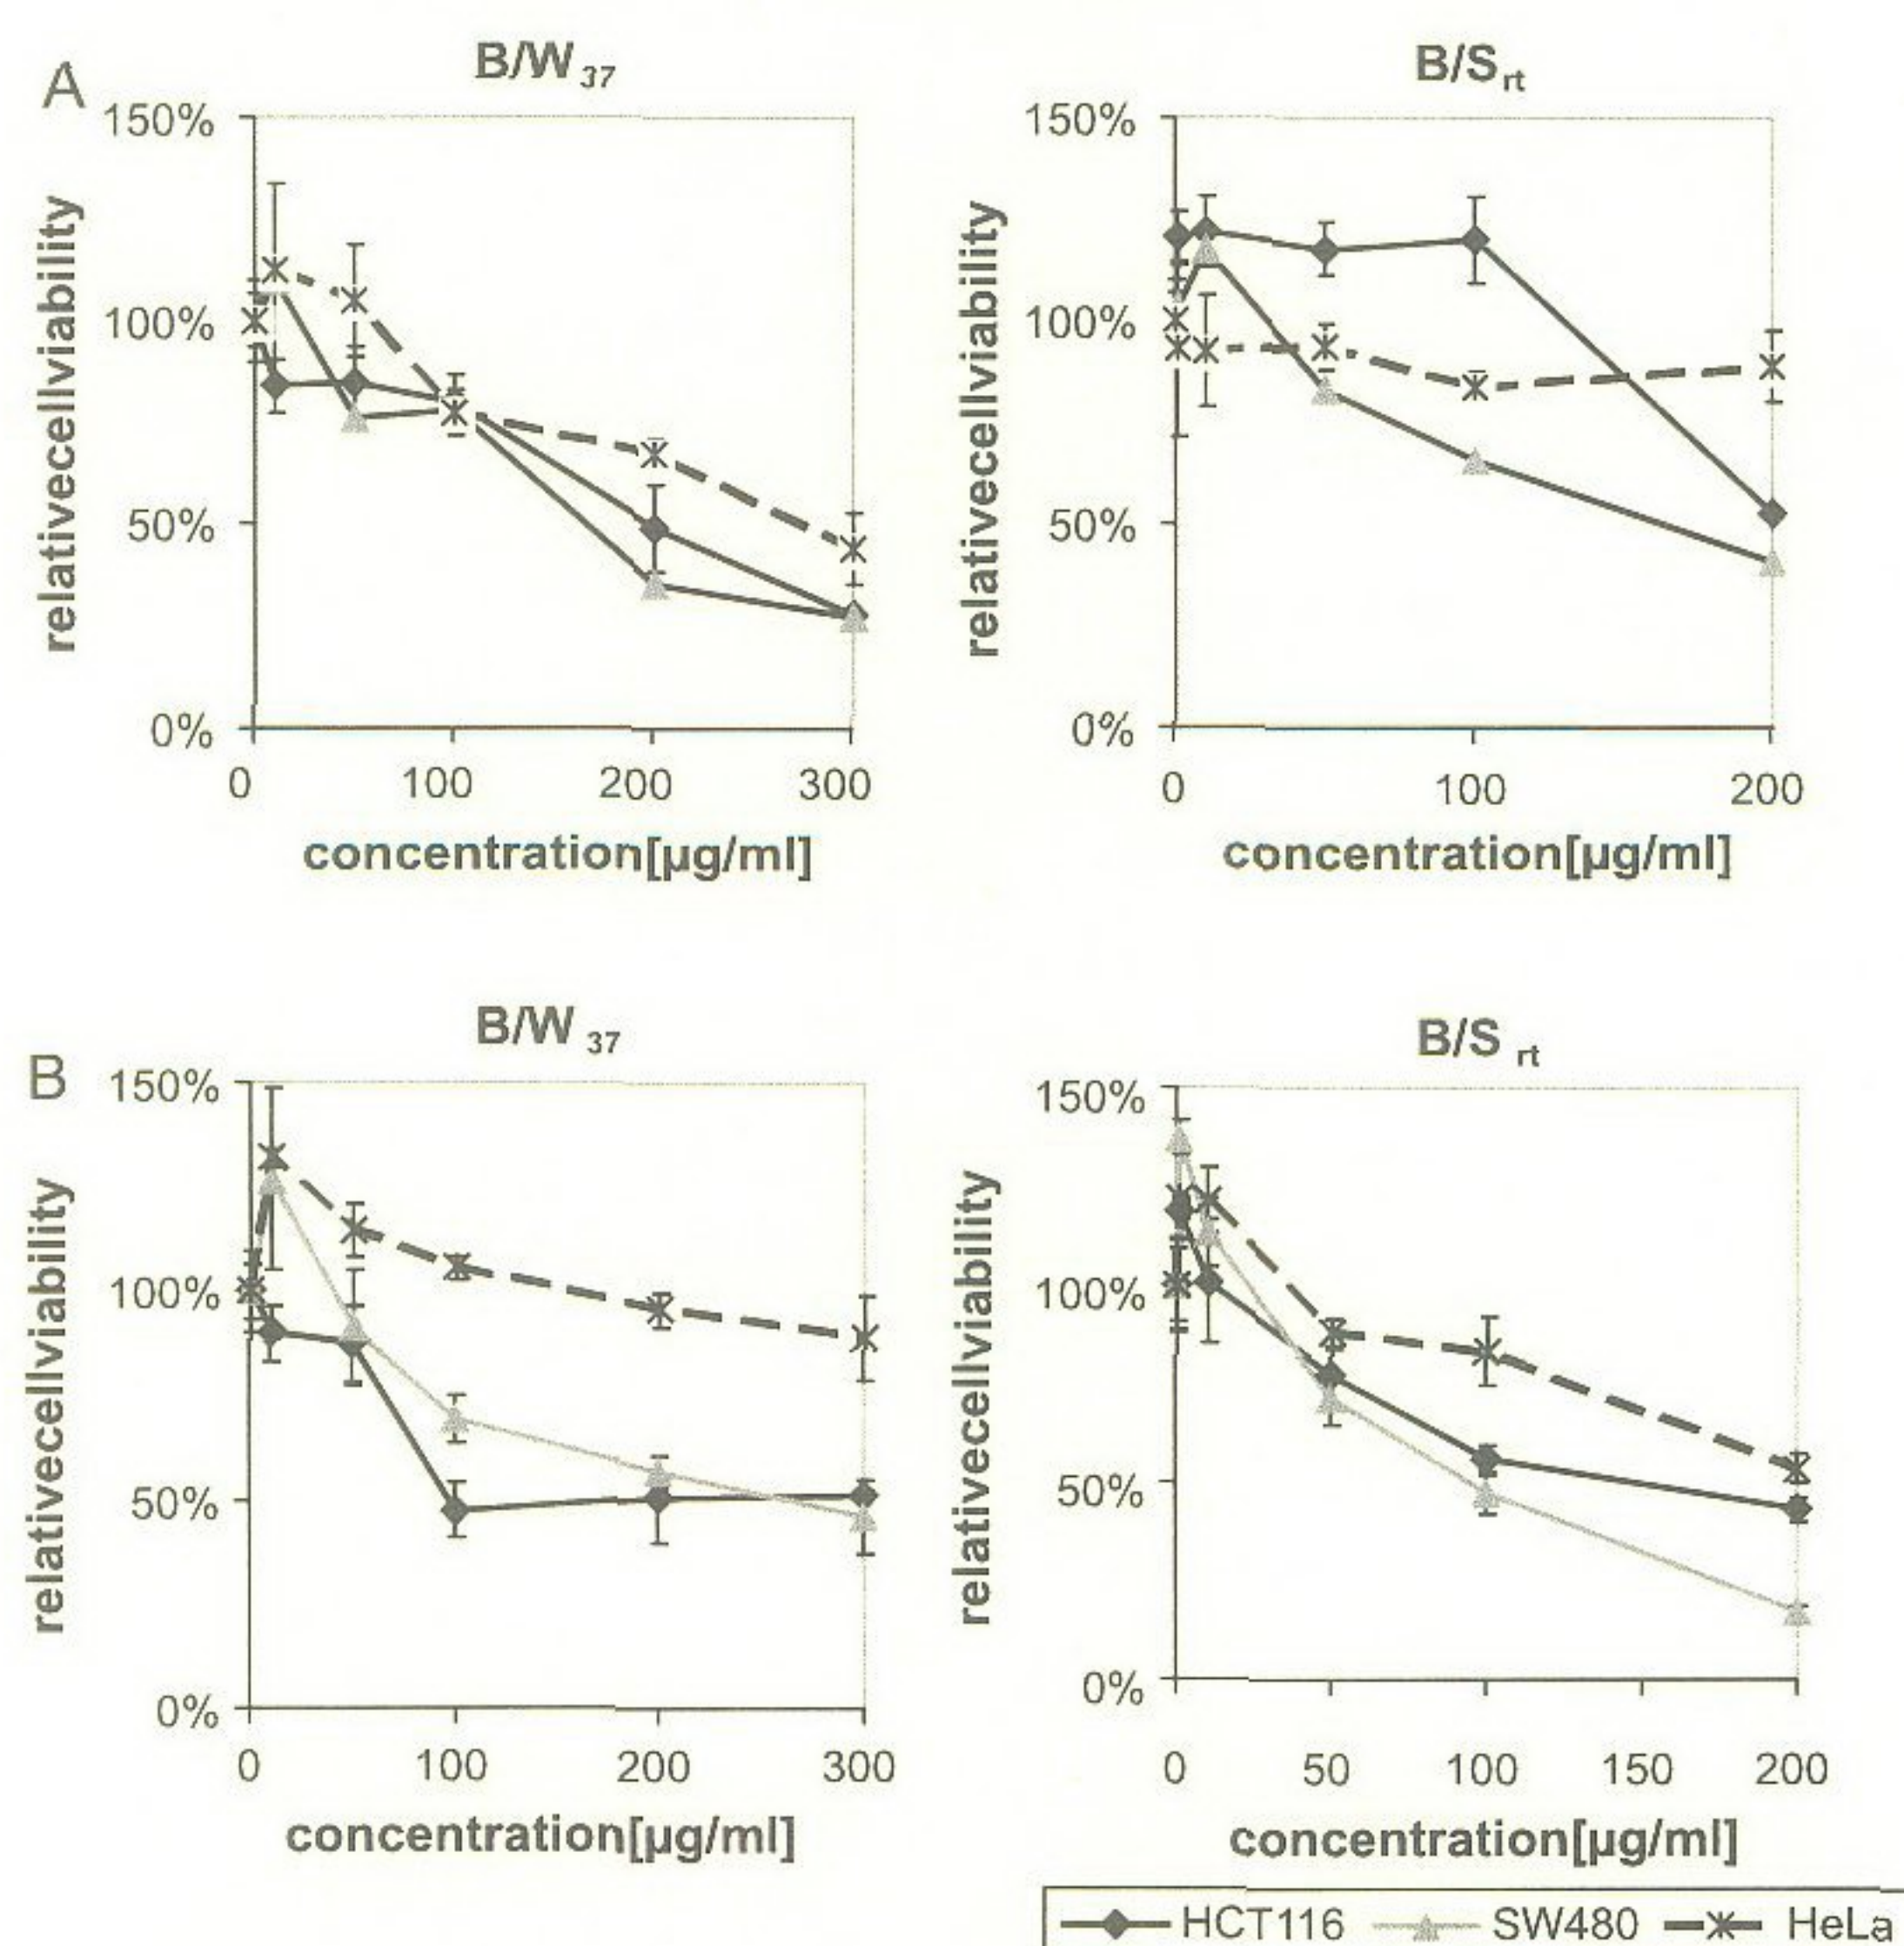 A
B/W 37
150%
100%
50%
0%
0
100
200
300
relativecellviability
concentration[µg/ml]
B/S rt
150%
100%
50%
0%
0
100
200
relativecellviability
concentration[µg/ml]
B
B/W 37
150%
100%
50%
0%
0
100
200
300
relativecellviability
concentration[µg/ml]
B/S rt
150%
100%
50%
0%
0
50
100
150
200
relativecellviability
concentration[µg/ml]
HCT116 SW480 HeLa